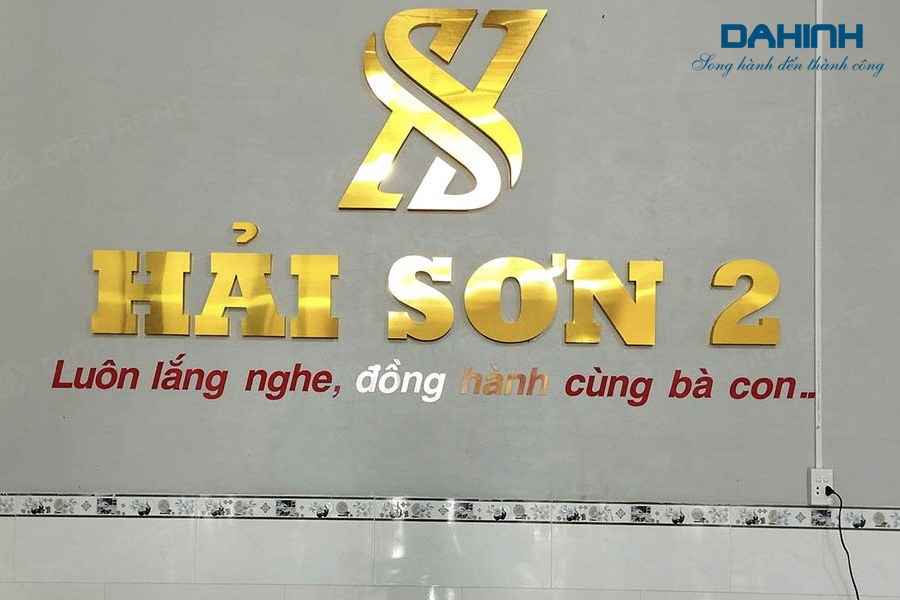 DAHINH
Song hành đến thành công
HẢI SƠN 2
Luôn lắng nghe, đồng hành cùng bà con...